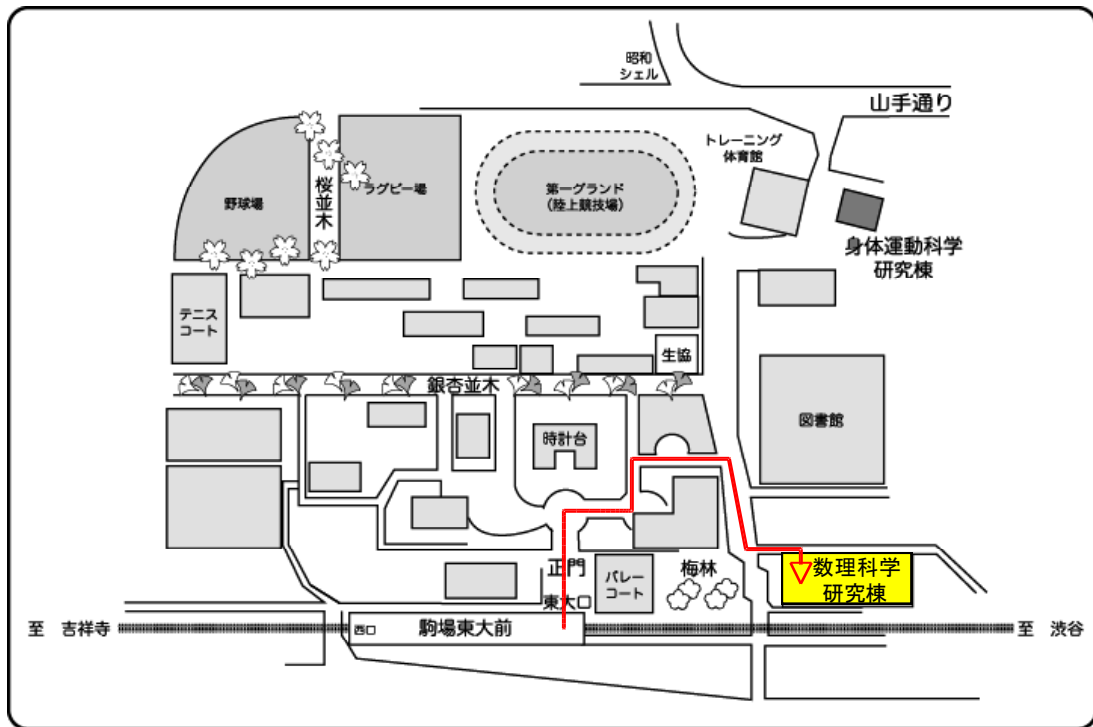 昭和
シェル
山手通り
トレーニング
体育館
桜並木
ラグビー場
野球場
第一グランド
(陸上競技場)
身体運動科学
研究棟
テニス
コート
生協
銀杏並木
図書館
時計台
正門
バレー
コート
梅林
数理科学
研究棟
東大口
至 吉祥寺
西口
駒場東大前
至 渋谷